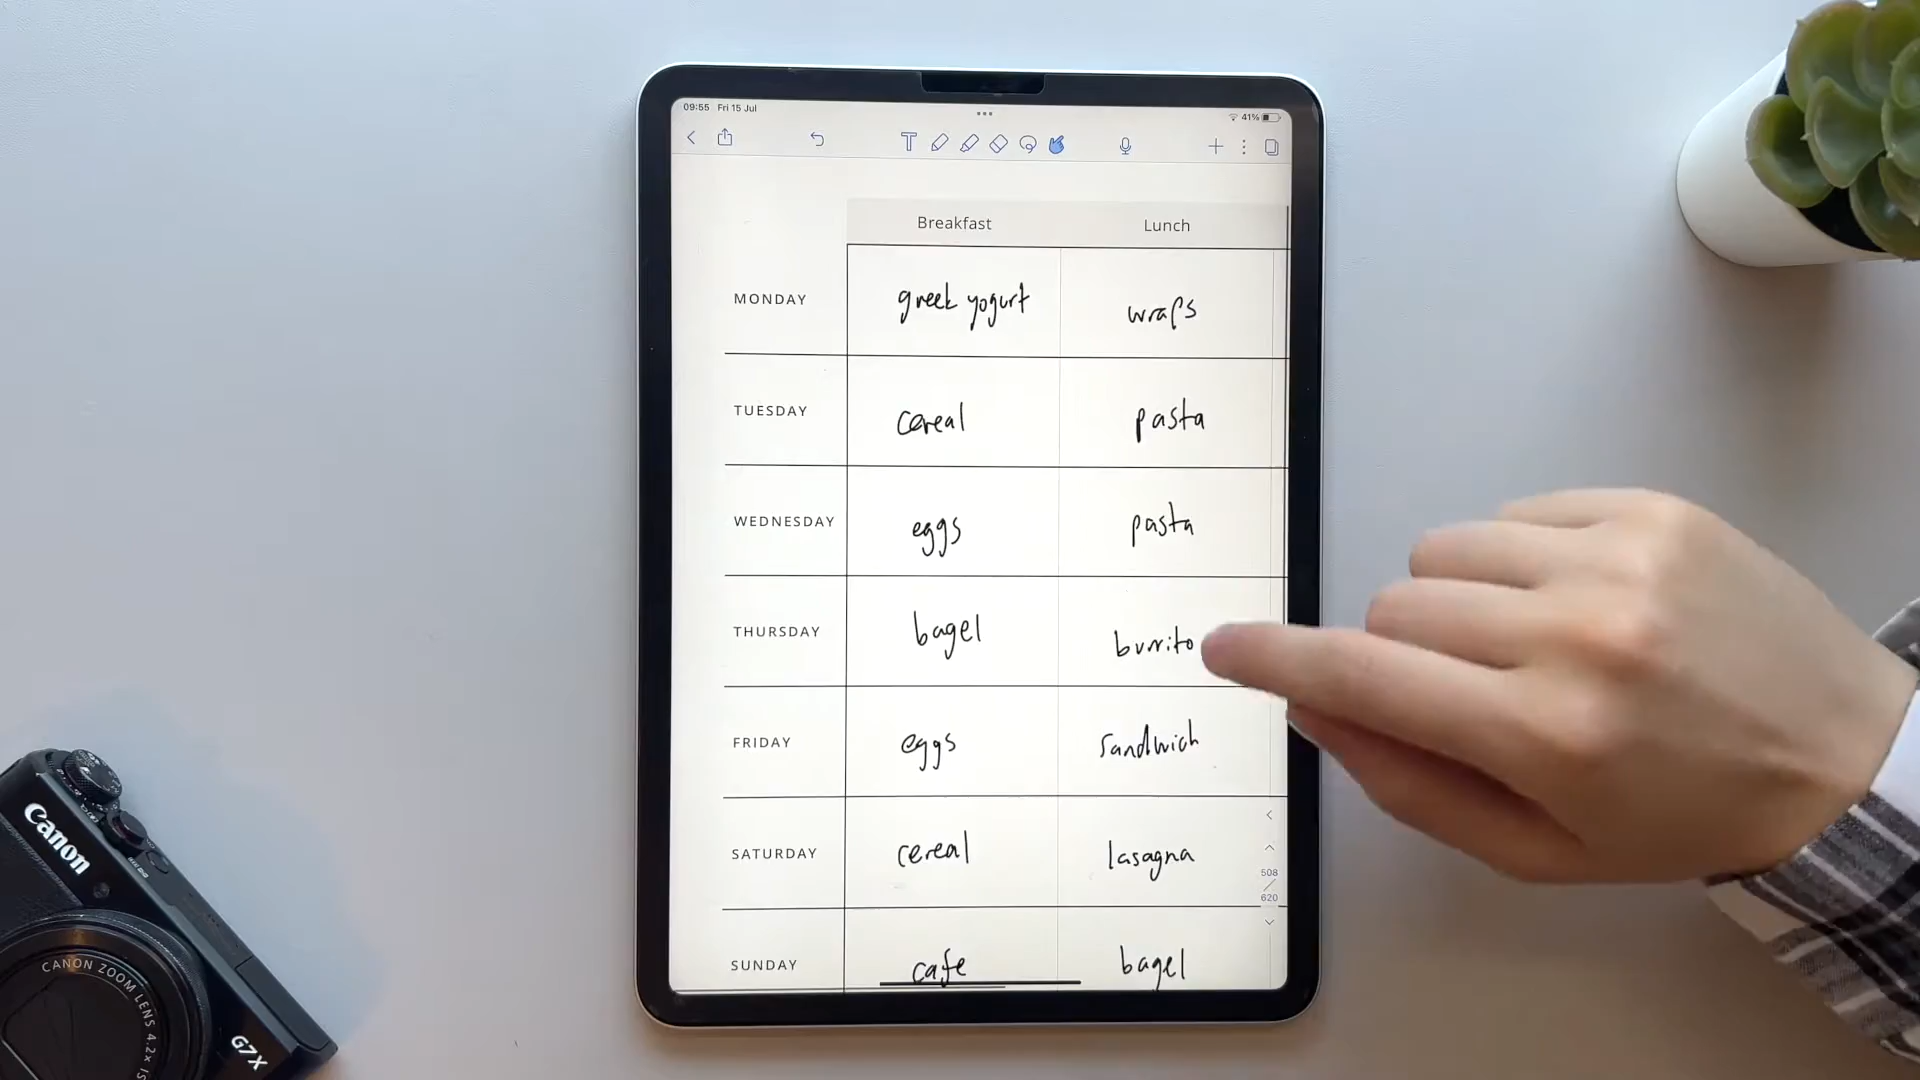 09:55 Fri 15 Jul
41%
Breakfast Lunch
MONDAY greek yogurt wraps
TUESDAY cereal pasta
WEDNESDAY eggs pasta
THURSDAY bagel burrito
FRIDAY eggs sandwich
SATURDAY cereal lasagna
508
620
SUNDAY cafe bagel
Canon
CANON ZOOM LENS 4.2x IS
G7X